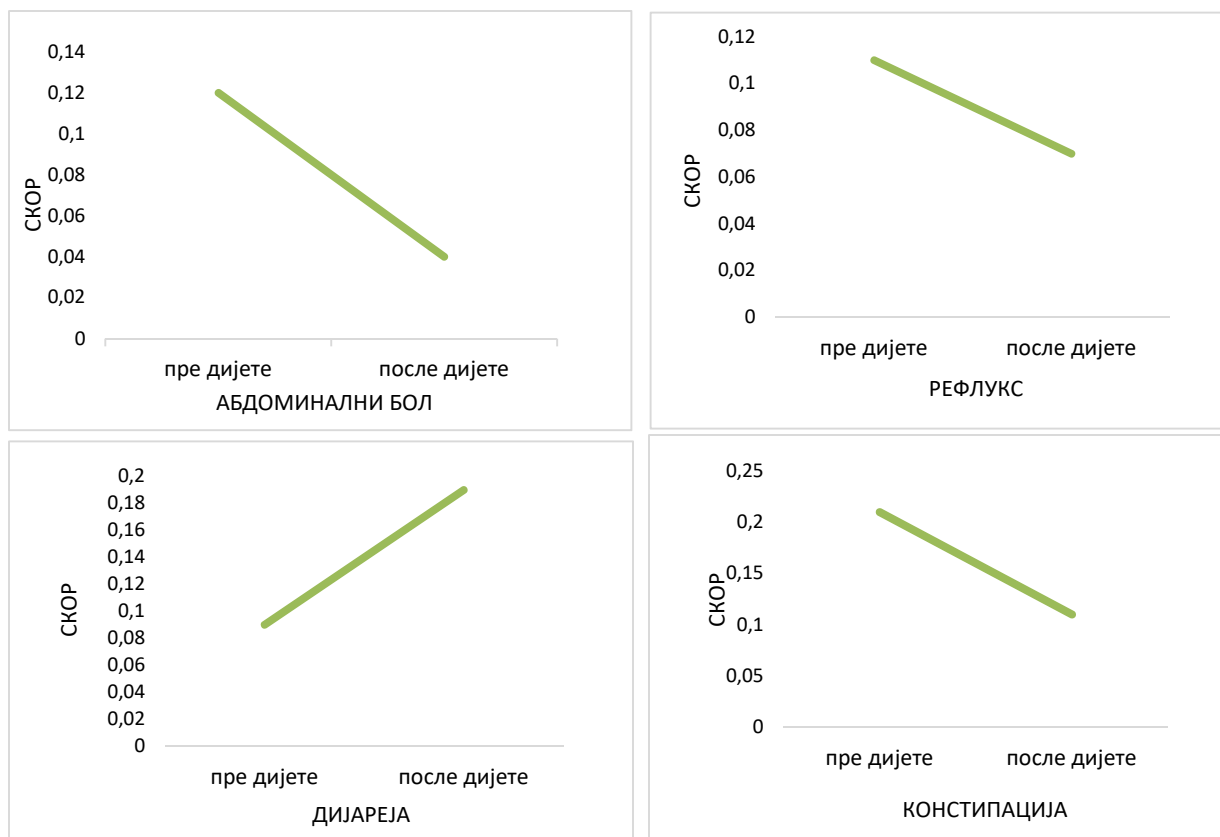 0,14
0,12
0,1
0,08
0,06
0,04
0,02
0
СКОР
пре дијете после дијете
АБДОМИНАЛНИ БОЛ
0,12
0,1
0,08
0,06
0,04
0,02
0
СКОР
пре дијете после дијете
РЕФЛУКС
0,2
0,18
0,16
0,14
0,12
0,1
0,08
0,06
0,04
0,02
0
СКОР
пре дијете после дијете
ДИЈАРЕЈА
0,25
0,2
0,15
0,1
0,05
0
СКОР
пре дијете после дијете
КОНСТИПАЦИЈА